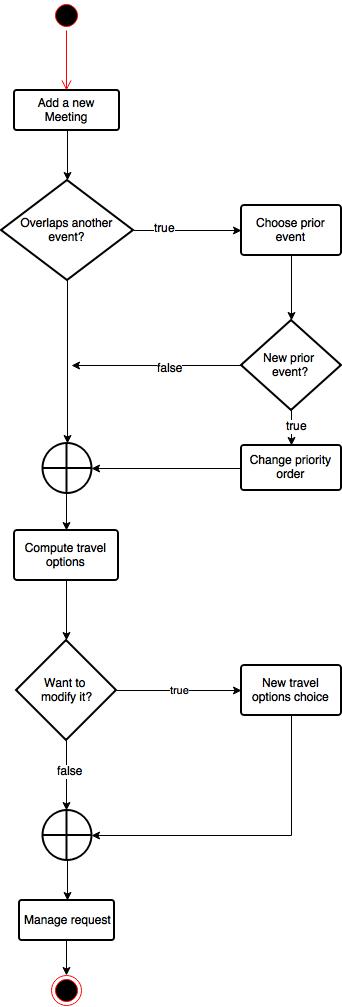 Add a new
Meeting
Overlaps another
event?
true
Choose prior
event
New prior
event?
false
true
Change priority
order
Compute travel
options
Want to
modify it?
true
New travel
options choice
false
Manage request